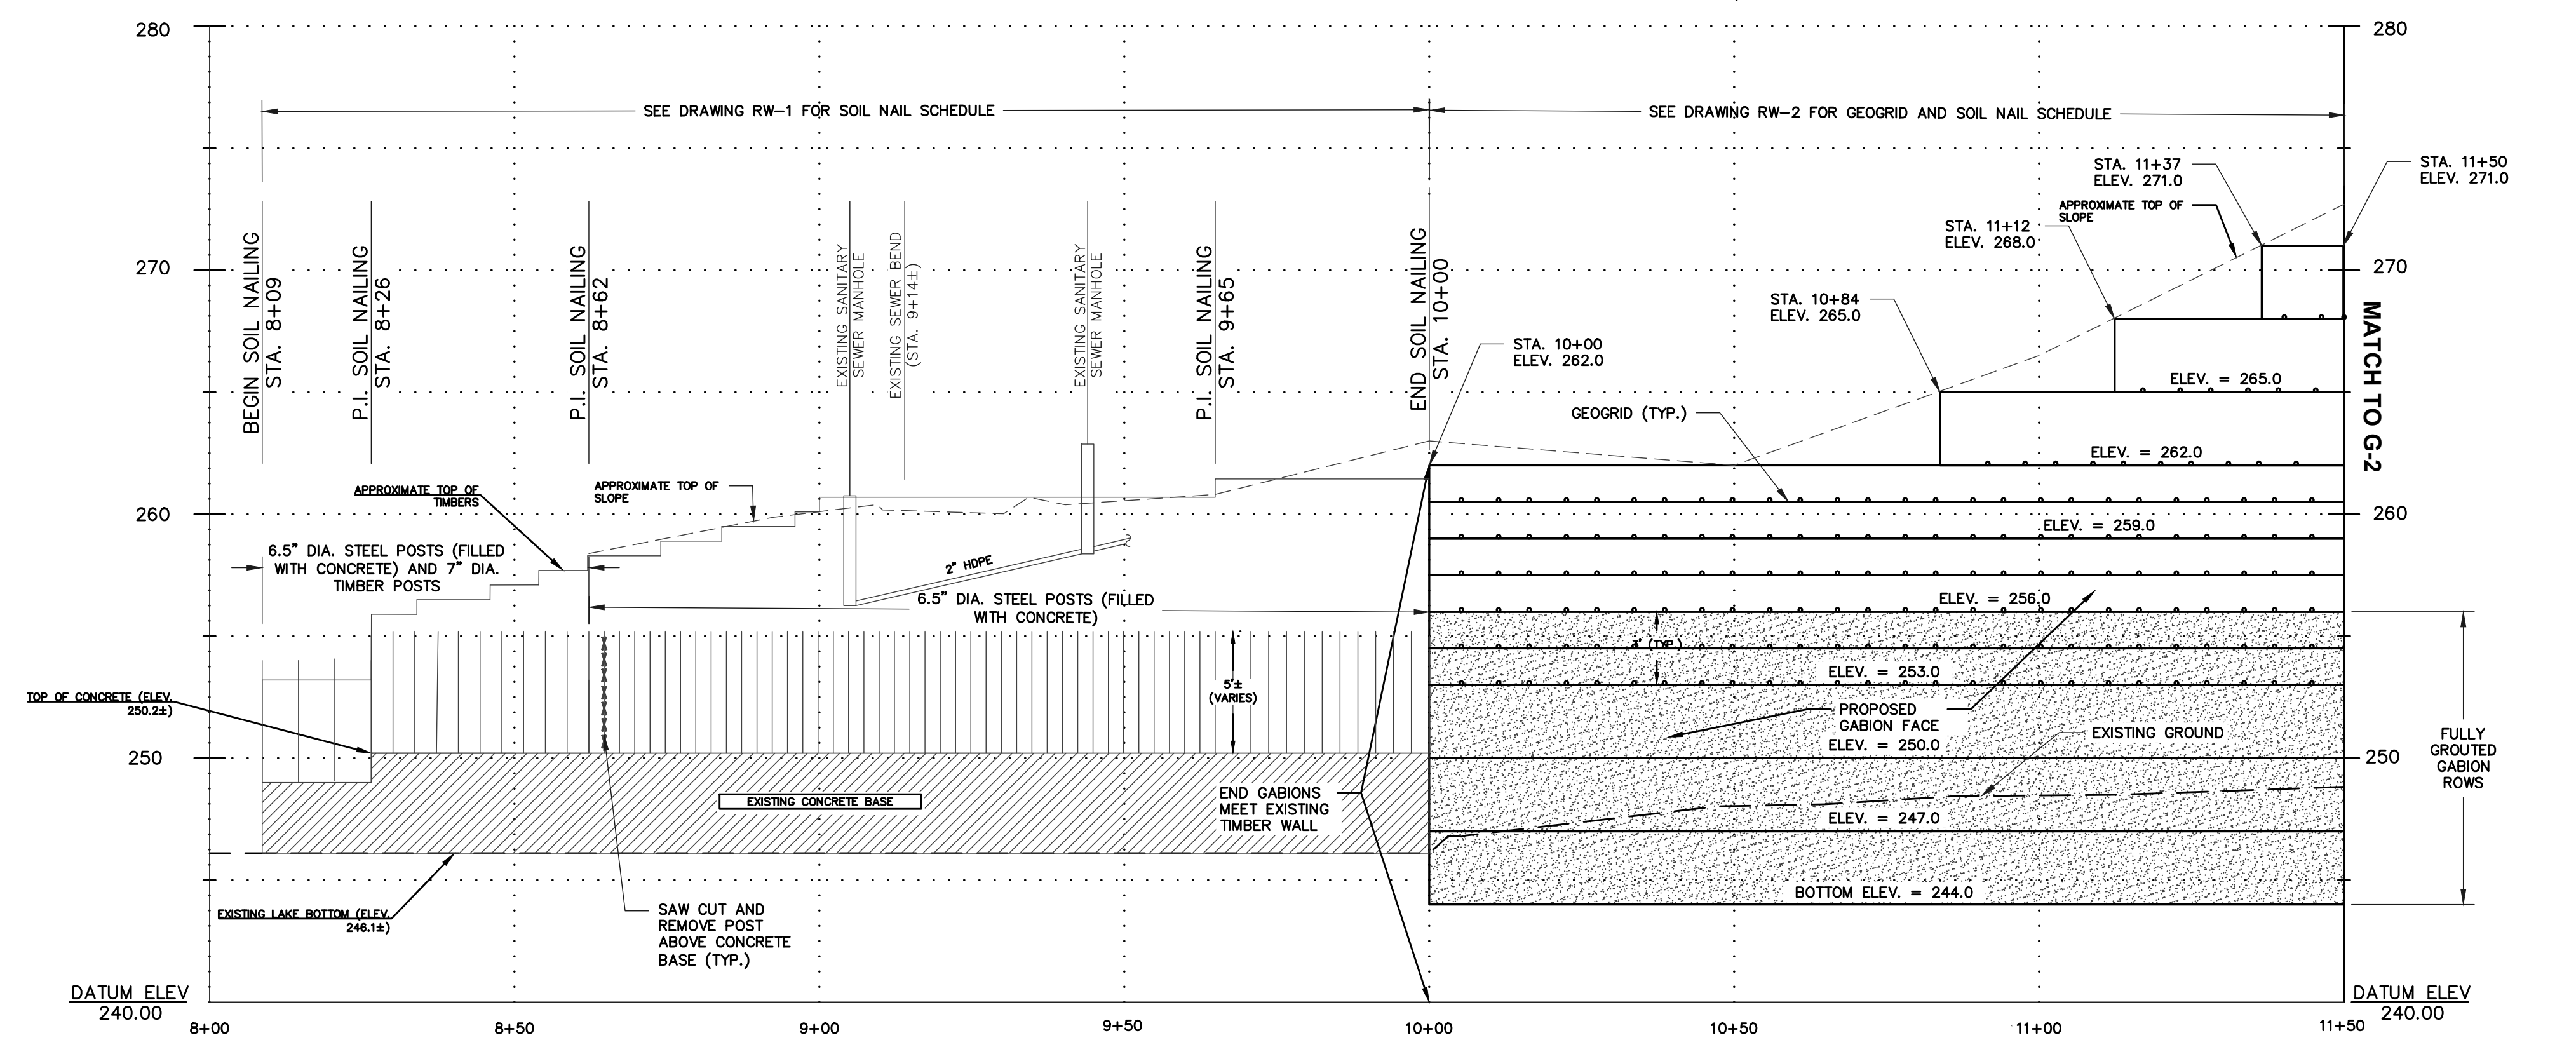 280
280
SEE DRAWING RW-1 FOR SOIL NAIL SCHEDULE
SEE DRAWING RW-2 FOR GEOGRID AND SOIL NAIL SCHEDULE
STA. 11+37
ELEV. 271.0
STA. 11+50
ELEV. 271.0
APPROXIMATE TOP OF
SLOPE
STA. 11+12
ELEV. 268.0
BEGIN SOIL NAILING
STA. 8+09
P.I. SOIL NAILING
STA. 8+26
P.I. SOIL NAILING
STA. 8+62
EXISTING SANITARY
SEWER MANHOLE
EXISTING SEWER BEND
(STA. 9+14±)
EXISTING SANITARY
SEWER MANHOLE
P.I. SOIL NAILING
STA. 9+65
END SOIL NAILING
STA. 10+00
270
270
STA. 10+84
ELEV. 265.0
MATCH TO G-2
STA. 10+00
ELEV. 262.0
ELEV. = 265.0
GEOGRID (TYP.)
ELEV. = 262.0
APPROXIMATE TOP OF
TIMBERS
APPROXIMATE TOP OF
SLOPE
260
260
ELEV. = 259.0
6.5" DIA. STEEL POSTS (FILLED
WITH CONCRETE) AND 7" DIA.
TIMBER POSTS
2" HDPE
6.5" DIA. STEEL POSTS (FILLED
WITH CONCRETE)
ELEV. = 256.0
3' (TYP.)
ELEV. = 253.0
5'±
(VARIES)
TOP OF CONCRETE (ELEV.
250.2±)
PROPOSED
GABION FACE
ELEV. = 250.0
EXISTING GROUND
FULLY
GROUTED
GABION
ROWS
250
250
EXISTING CONCRETE BASE
END GABIONS
MEET EXISTING
TIMBER WALL
ELEV. = 247.0
BOTTOM ELEV. = 244.0
EXISTING LAKE BOTTOM (ELEV.
246.1±)
SAW CUT AND
REMOVE POST
ABOVE CONCRETE
BASE (TYP.)
DATUM ELEV
240.00
DATUM ELEV
240.00
8+00
8+50
9+00
9+50
10+00
10+50
11+00
11+50